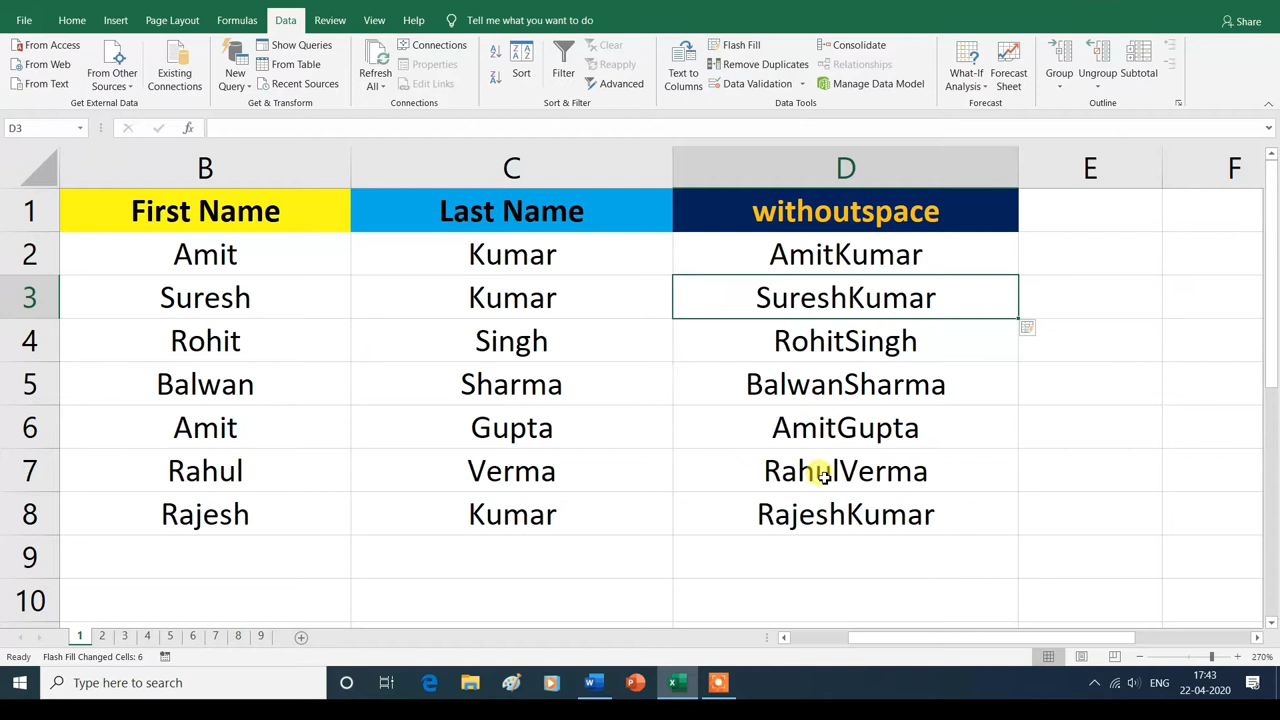 File Home Insert Page Layout Formulas Data Review View Help Tell me what you want to do Share
From Access
From Web
From Text
From Other Sources
Existing Connections
Get External Data
New Query
Show Queries
From Table
Recent Sources
Get & Transform
Refresh All
Connections
Properties
Edit Links
Connections
Sort
Filter
Clear
Reapply
Advanced
Sort & Filter
Text to Columns
Flash Fill
Remove Duplicates
Data Validation
Consolidate
Relationships
Manage Data Model
Data Tools
What-If Analysis
Forecast Sheet
Forecast
Group
Ungroup
Subtotal
Outline
D3 fx
B C D E F
1 First Name Last Name withoutspace
2 Amit Kumar AmitKumar
3 Suresh Kumar SureshKumar
4 Rohit Singh RohitSingh
5 Balwan Sharma BalwanSharma
6 Amit Gupta AmitGupta
7 Rahul Verma RahulVerma
8 Rajesh Kumar RajeshKumar
9
10
1 2 3 4 5 6 7 8 9
Ready Flash Fill Changed Cells: 6 270%
Type here to search ENG 17:43
22-04-2020